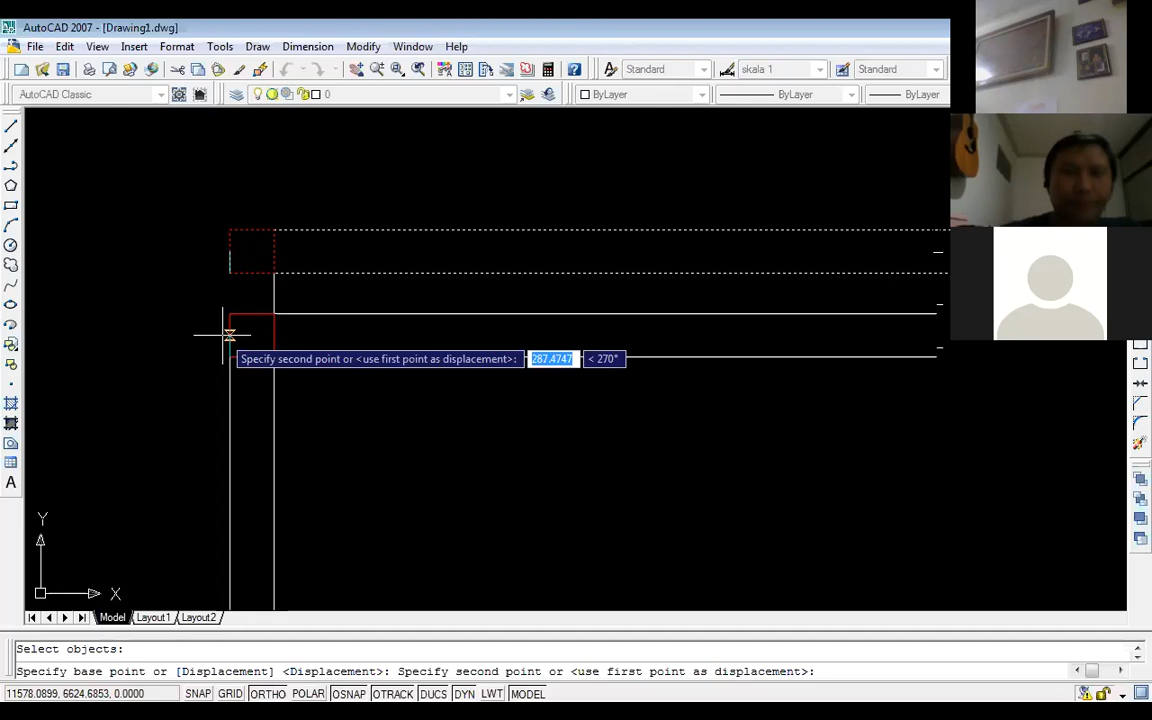 AutoCAD 2007 - [Drawing1.dwg]
File Edit View Insert Format Tools Draw Dimension Modify Window Help
Standard skala 1 Standard
AutoCAD Classic 0 ByLayer ByLayer ByLayer
Specify second point or <use first point as displacement>: 287.4747 < 270°
Y
X
Model Layout1 Layout2
Select objects:
Specify base point or [Displacement] <Displacement>: Specify second point or <use first point as displacement>:
11578.0899, 6624.6853, 0.0000 SNAP GRID ORTHO POLAR OSNAP OTRACK DUCS DYN LWT MODEL
A